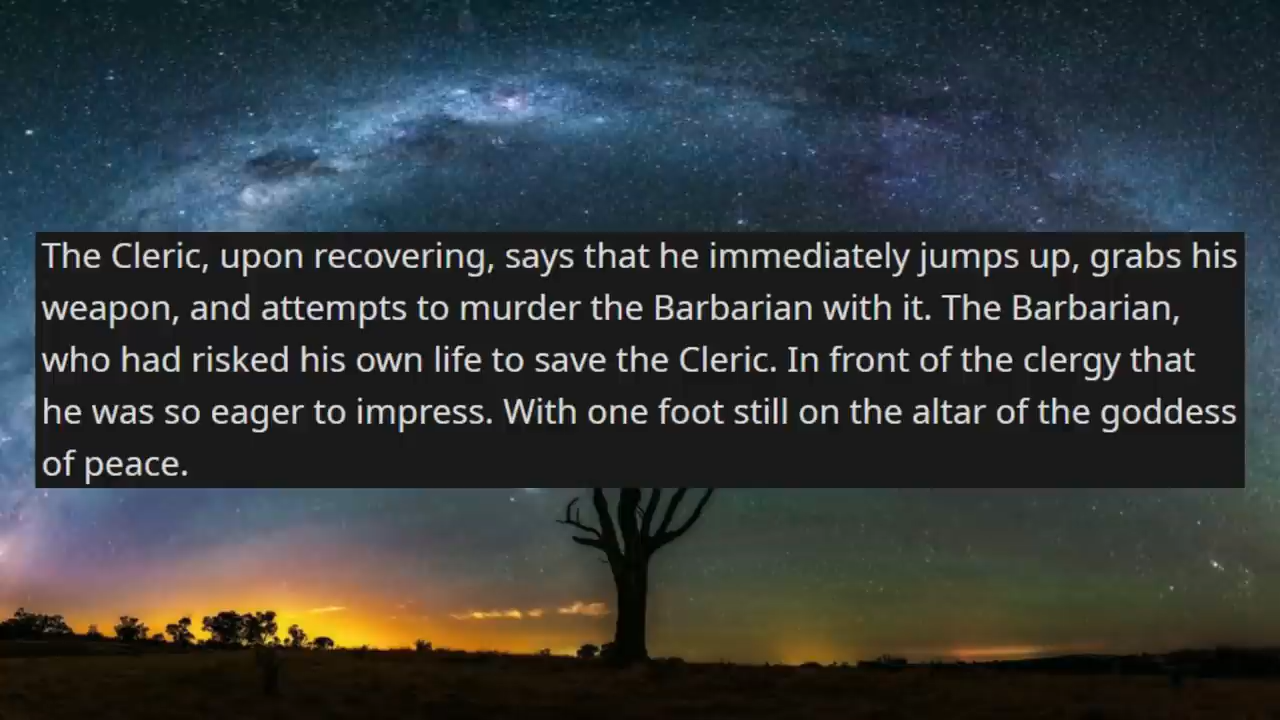 The Cleric, upon recovering, says that he immediately jumps up, grabs his
weapon, and attempts to murder the Barbarian with it. The Barbarian,
who had risked his own life to save the Cleric. In front of the clergy that
he was so eager to impress. With one foot still on the altar of the goddess
of peace.